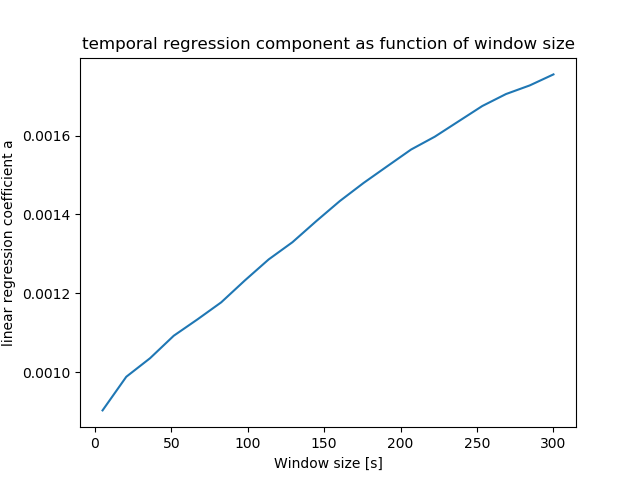 temporal regression component as function of window size
linear regression coefficient a
0.0016
0.0014
0.0012
0.0010
0 50 100 150 200 250 300
Window size [s]